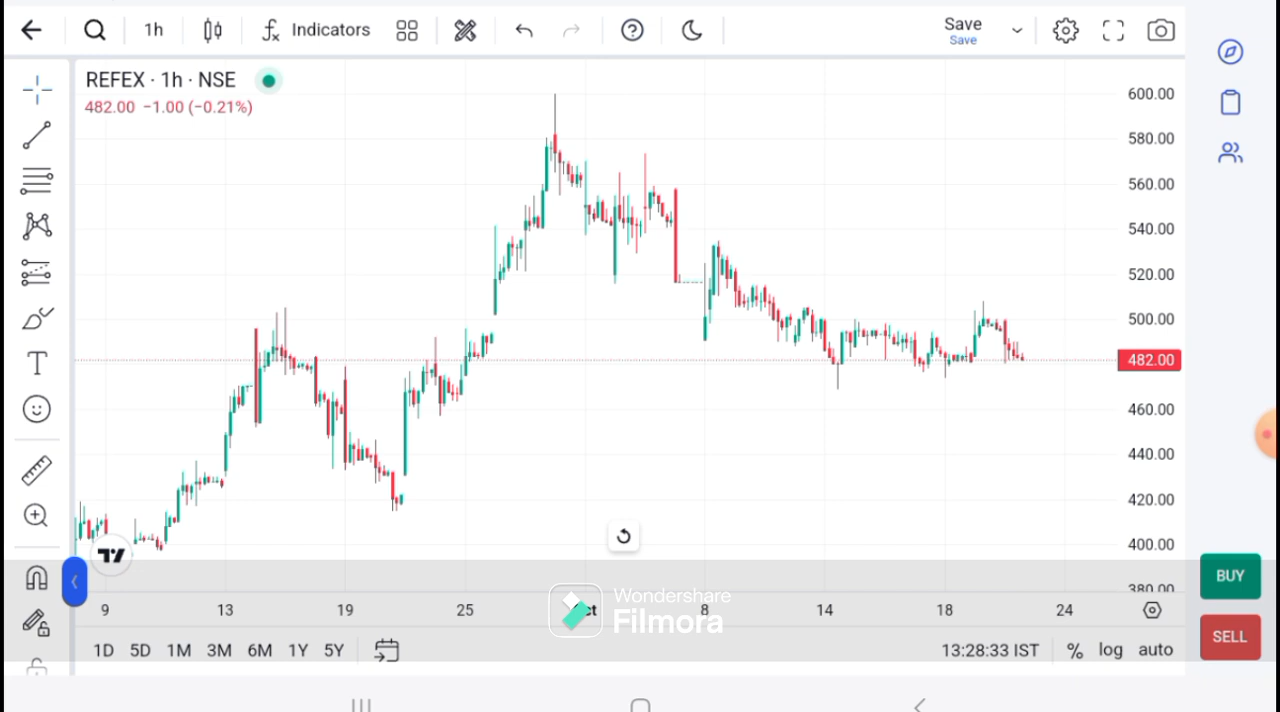 1h
Indicators
Save
Save
REFEX · 1h · NSE
482.00 −1.00 (−0.21%)
600.00
580.00
560.00
540.00
520.00
500.00
482.00
460.00
440.00
420.00
400.00
380.00
BUY
SELL
9 13 19 25 8 14 18 24
Wondershare
Filmora
1D 5D 1M 3M 6M 1Y 5Y
13:28:33 IST % log auto